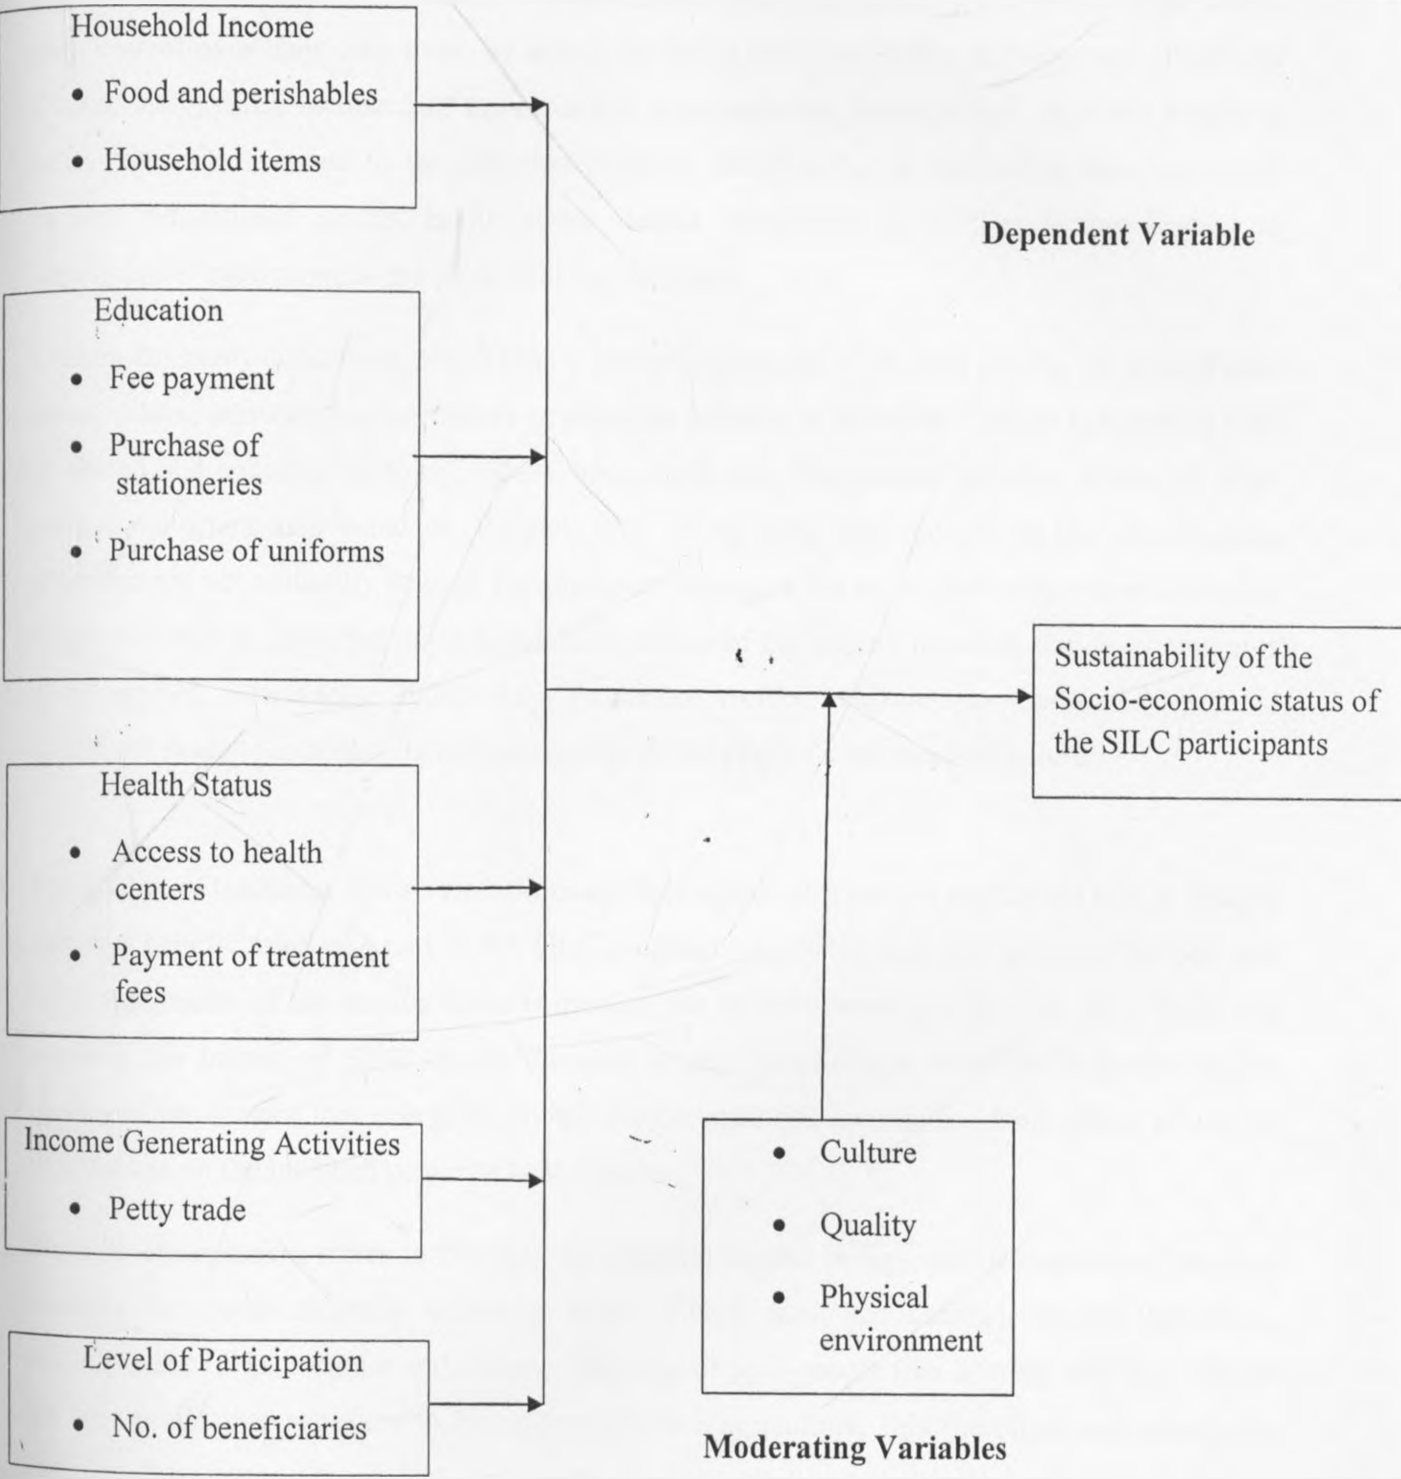 Household Income
• Food and perishables
• Household items
Dependent Variable
Education
• Fee payment
• Purchase of
stationeries
• Purchase of uniforms
Sustainability of the
Socio-economic status of
the SILC participants
Health Status
• Access to health
centers
• Payment of treatment
fees
Income Generating Activities
• Petty trade
• Culture
• Quality
• Physical
environment
Level of Participation
• No. of beneficiaries
Moderating Variables